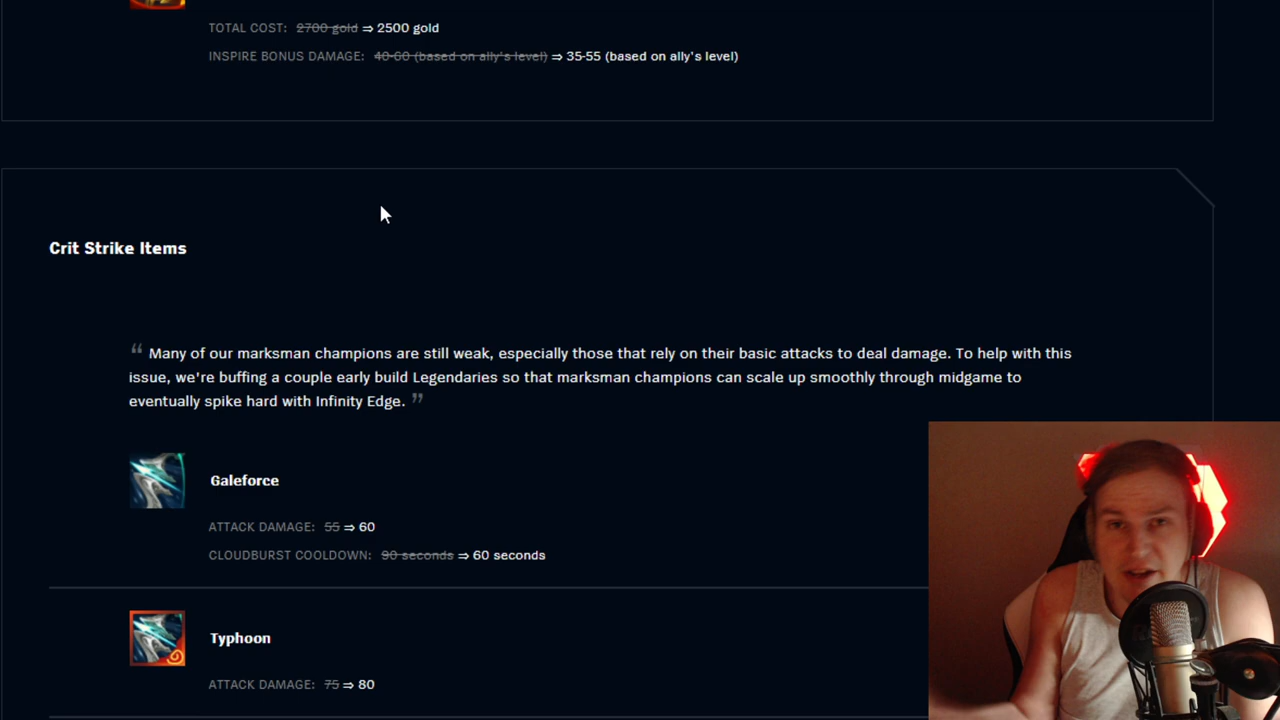 TOTAL COST: 2700 gold ⇒ 2500 gold
INSPIRE BONUS DAMAGE: 40-60 (based on ally's level) ⇒ 35-55 (based on ally's level)
Crit Strike Items
“ Many of our marksman champions are still weak, especially those that rely on their basic attacks to deal damage. To help with this
issue, we're buffing a couple early build Legendaries so that marksman champions can scale up smoothly through midgame to
eventually spike hard with Infinity Edge. ”
Galeforce
ATTACK DAMAGE: 55 ⇒ 60
CLOUDBURST COOLDOWN: 90 seconds ⇒ 60 seconds
Typhoon
ATTACK DAMAGE: 75 ⇒ 80